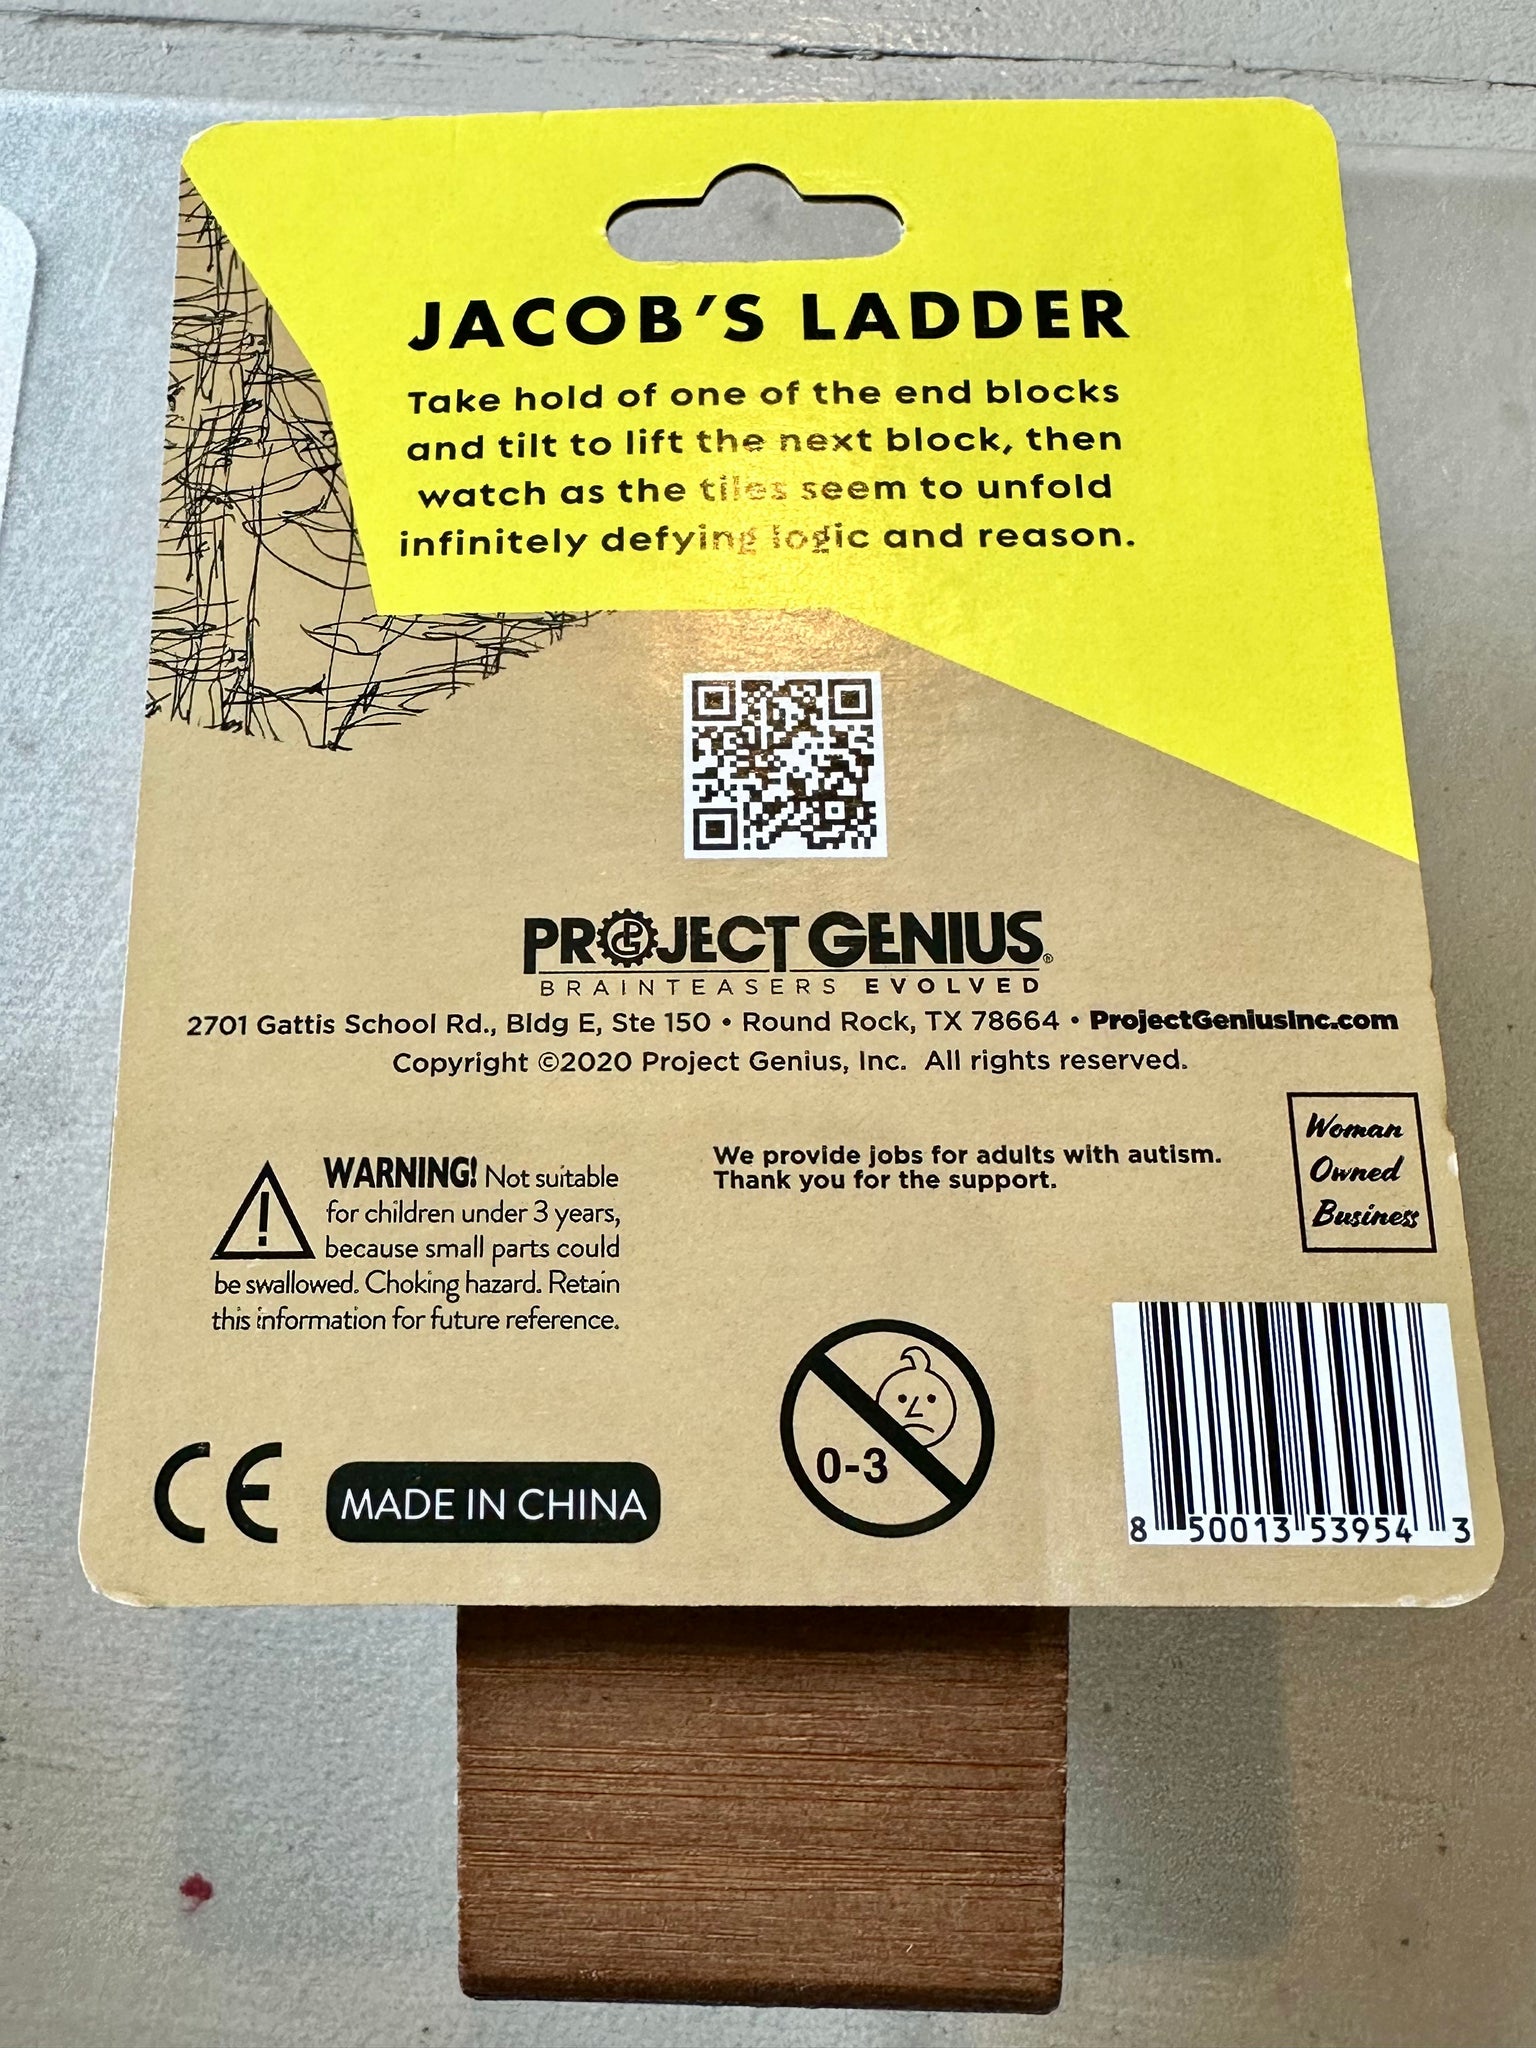 JACOB'S LADDER
Take hold of one of the end blocks
and tilt to lift the next block, then
watch as the tiles seem to unfold
infinitely defying logic and reason.
PROJECT GENIUS®
BRAINTEASERS EVOLVED
2701 Gattis School Rd., Bldg E, Ste 150 • Round Rock, TX 78664 • ProjectGeniusInc.com
Copyright ©2020 Project Genius, Inc. All rights reserved.
WARNING! Not suitable
for children under 3 years,
because small parts could
be swallowed. Choking hazard. Retain
this information for future reference.
We provide jobs for adults with autism.
Thank you for the support.
Woman
Owned
Business
CE
MADE IN CHINA
0-3
8 50013 53954 3